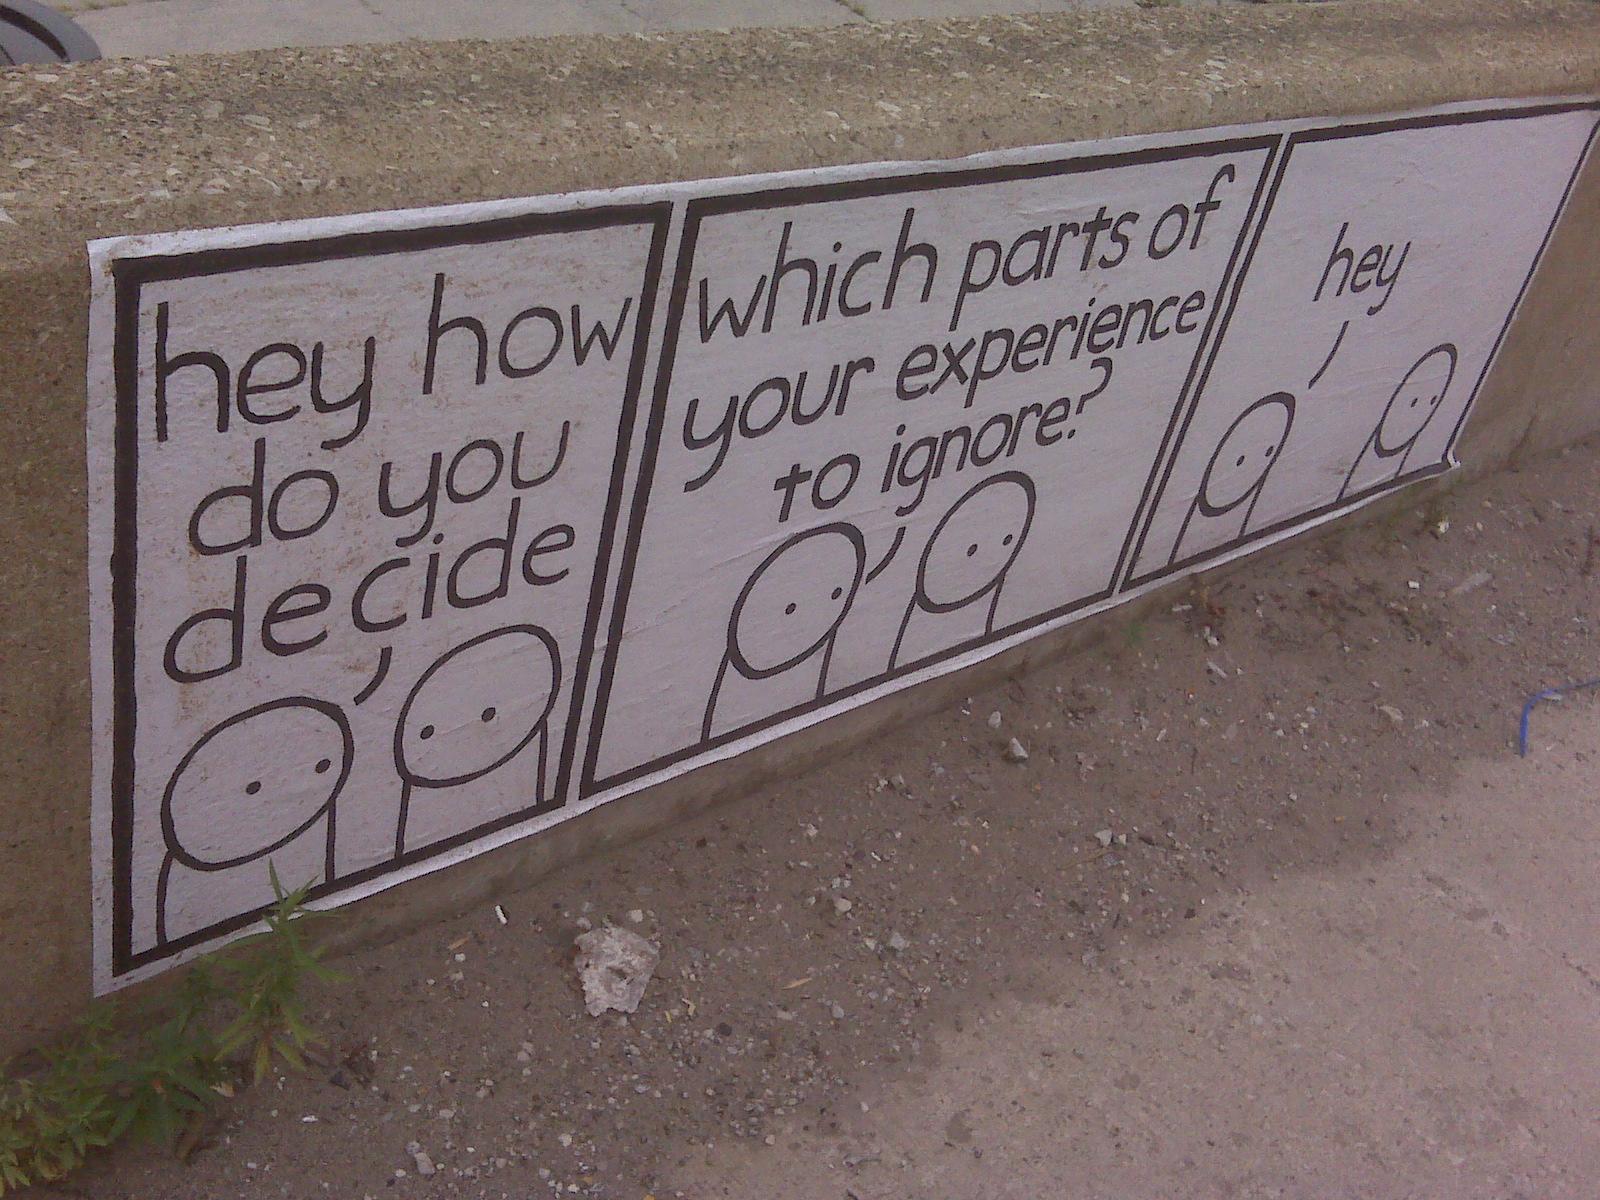 hey how
do you
decide
which parts of
your experience
to ignore?
hey